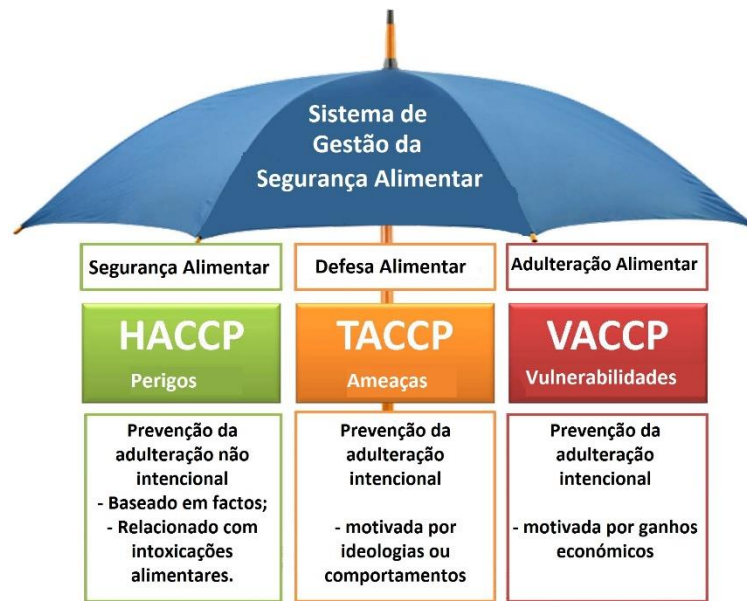 Sistema de
Gestão da
Segurança Alimentar
Segurança Alimentar
HACCP
Perigos
Prevenção da
adulteração não
intencional
- Baseado em factos;
- Relacionado com
intoxicações
alimentares.
Defesa Alimentar
TACCP
Ameaças
Prevenção da
adulteração
intencional
- motivada por
ideologias ou
comportamentos
Adulteração Alimentar
VACCP
Vulnerabilidades
Prevenção da
adulteração
intencional
- motivada por ganhos
económicos